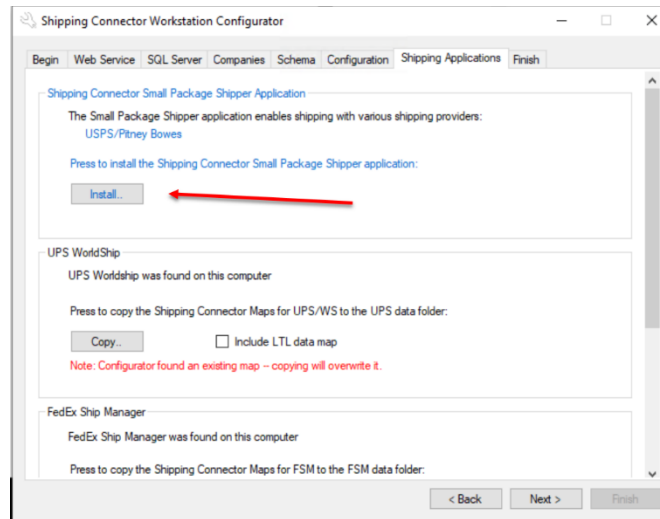 Shipping Connector Workstation Configurator
Begin Web Service SQL Server Companies Schema Configuration Shipping Applications Finish
Shipping Connector Small Package Shipper Application
The Small Package Shipper application enables shipping with various shipping providers:
USPS/Pitney Bowes
Press to install the Shipping Connector Small Package Shipper application:
Install..
UPS WorldShip
UPS Worldship was found on this computer
Press to copy the Shipping Connector Maps for UPS/WS to the UPS data folder:
Copy.. Include LTL data map
Note: Configurator found an existing map -- copying will overwrite it.
FedEx Ship Manager
FedEx Ship Manager was found on this computer
Press to copy the Shipping Connector Maps for FSM to the FSM data folder:
< Back Next > Finish